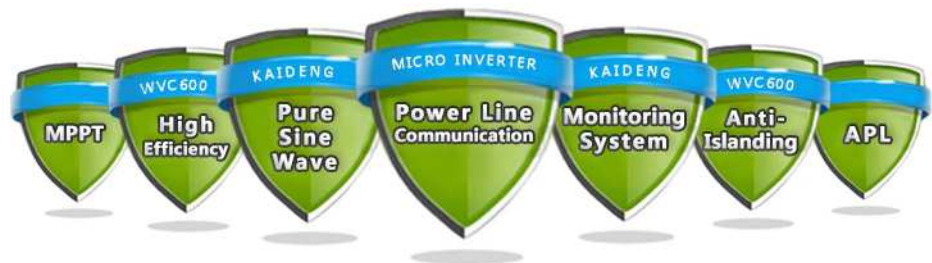 MPPT
WVC600
High
Efficiency
KAIDENG
Pure
Sine
Wave
MICRO INVERTER
Power Line
Communication
KAIDENG
Monitoring
System
WVC600
Anti-
Islanding
APL